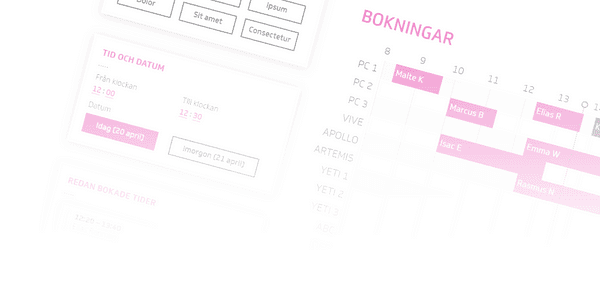 Dolor
Ipsum
Sit amet
Consectetur
TID OCH DATUM
Från klockan
12:00
Till klockan
12:30
Datum
Idag (20 april)
Imorgon (21 april)
REDAN BOKADE TIDER
BOKNINGAR
8 9 10 11 12 13
PC 1 Malte K
PC 2 Marcus B Elias R
PC 3 Isac E Emma W
VIVE Rasmus N
APOLLO
ARTEMIS
YETI 1
YETI 2
YETI 3